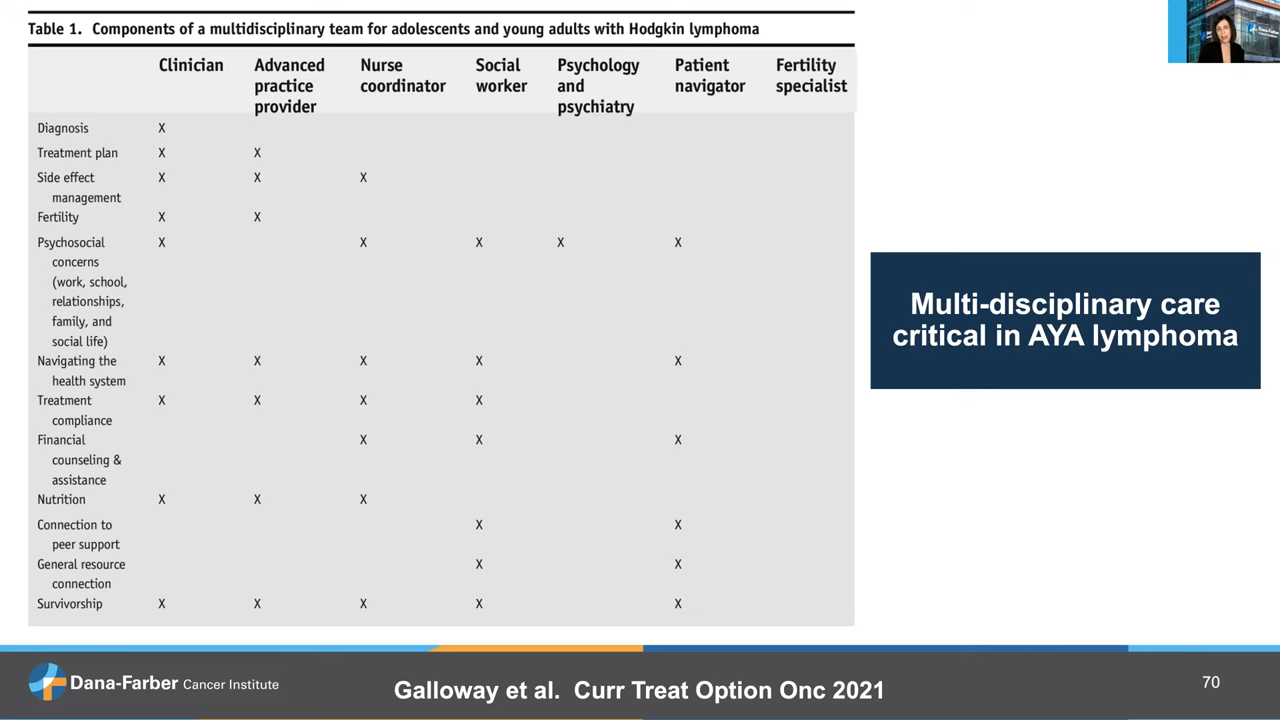 Table 1. Components of a multidisciplinary team for adolescents and young adults with Hodgkin lymphoma
Clinician Advanced practice provider Nurse coordinator Social worker Psychology and psychiatry Patient navigator Fertility specialist
Diagnosis X
Treatment plan X X
Side effect management X X X
Fertility X X
Psychosocial concerns (work, school, relationships, family, and social life) X X X X X
Navigating the health system X X X X X
Treatment compliance X X X X
Financial counseling & assistance X X X
Nutrition X X X
Connection to peer support X X
General resource connection X X
Survivorship X X X X X
Multi-disciplinary care
critical in AYA lymphoma
Dana-Farber Cancer Institute
Galloway et al. Curr Treat Option Onc 2021
70